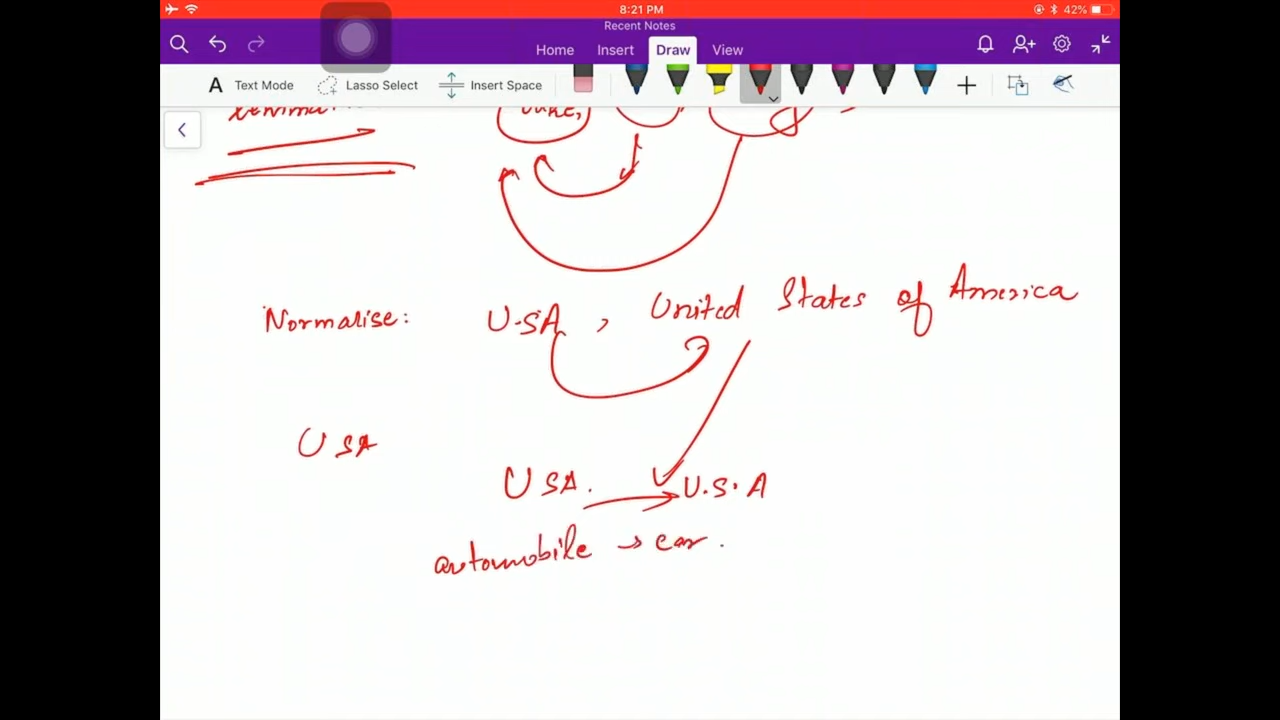 8:21 PM 42%
Recent Notes
Home Insert Draw View
A Text Mode Lasso Select Insert Space
Normalise: U.SA , United States of America
USA
USA. U.S.A
automobile → car.